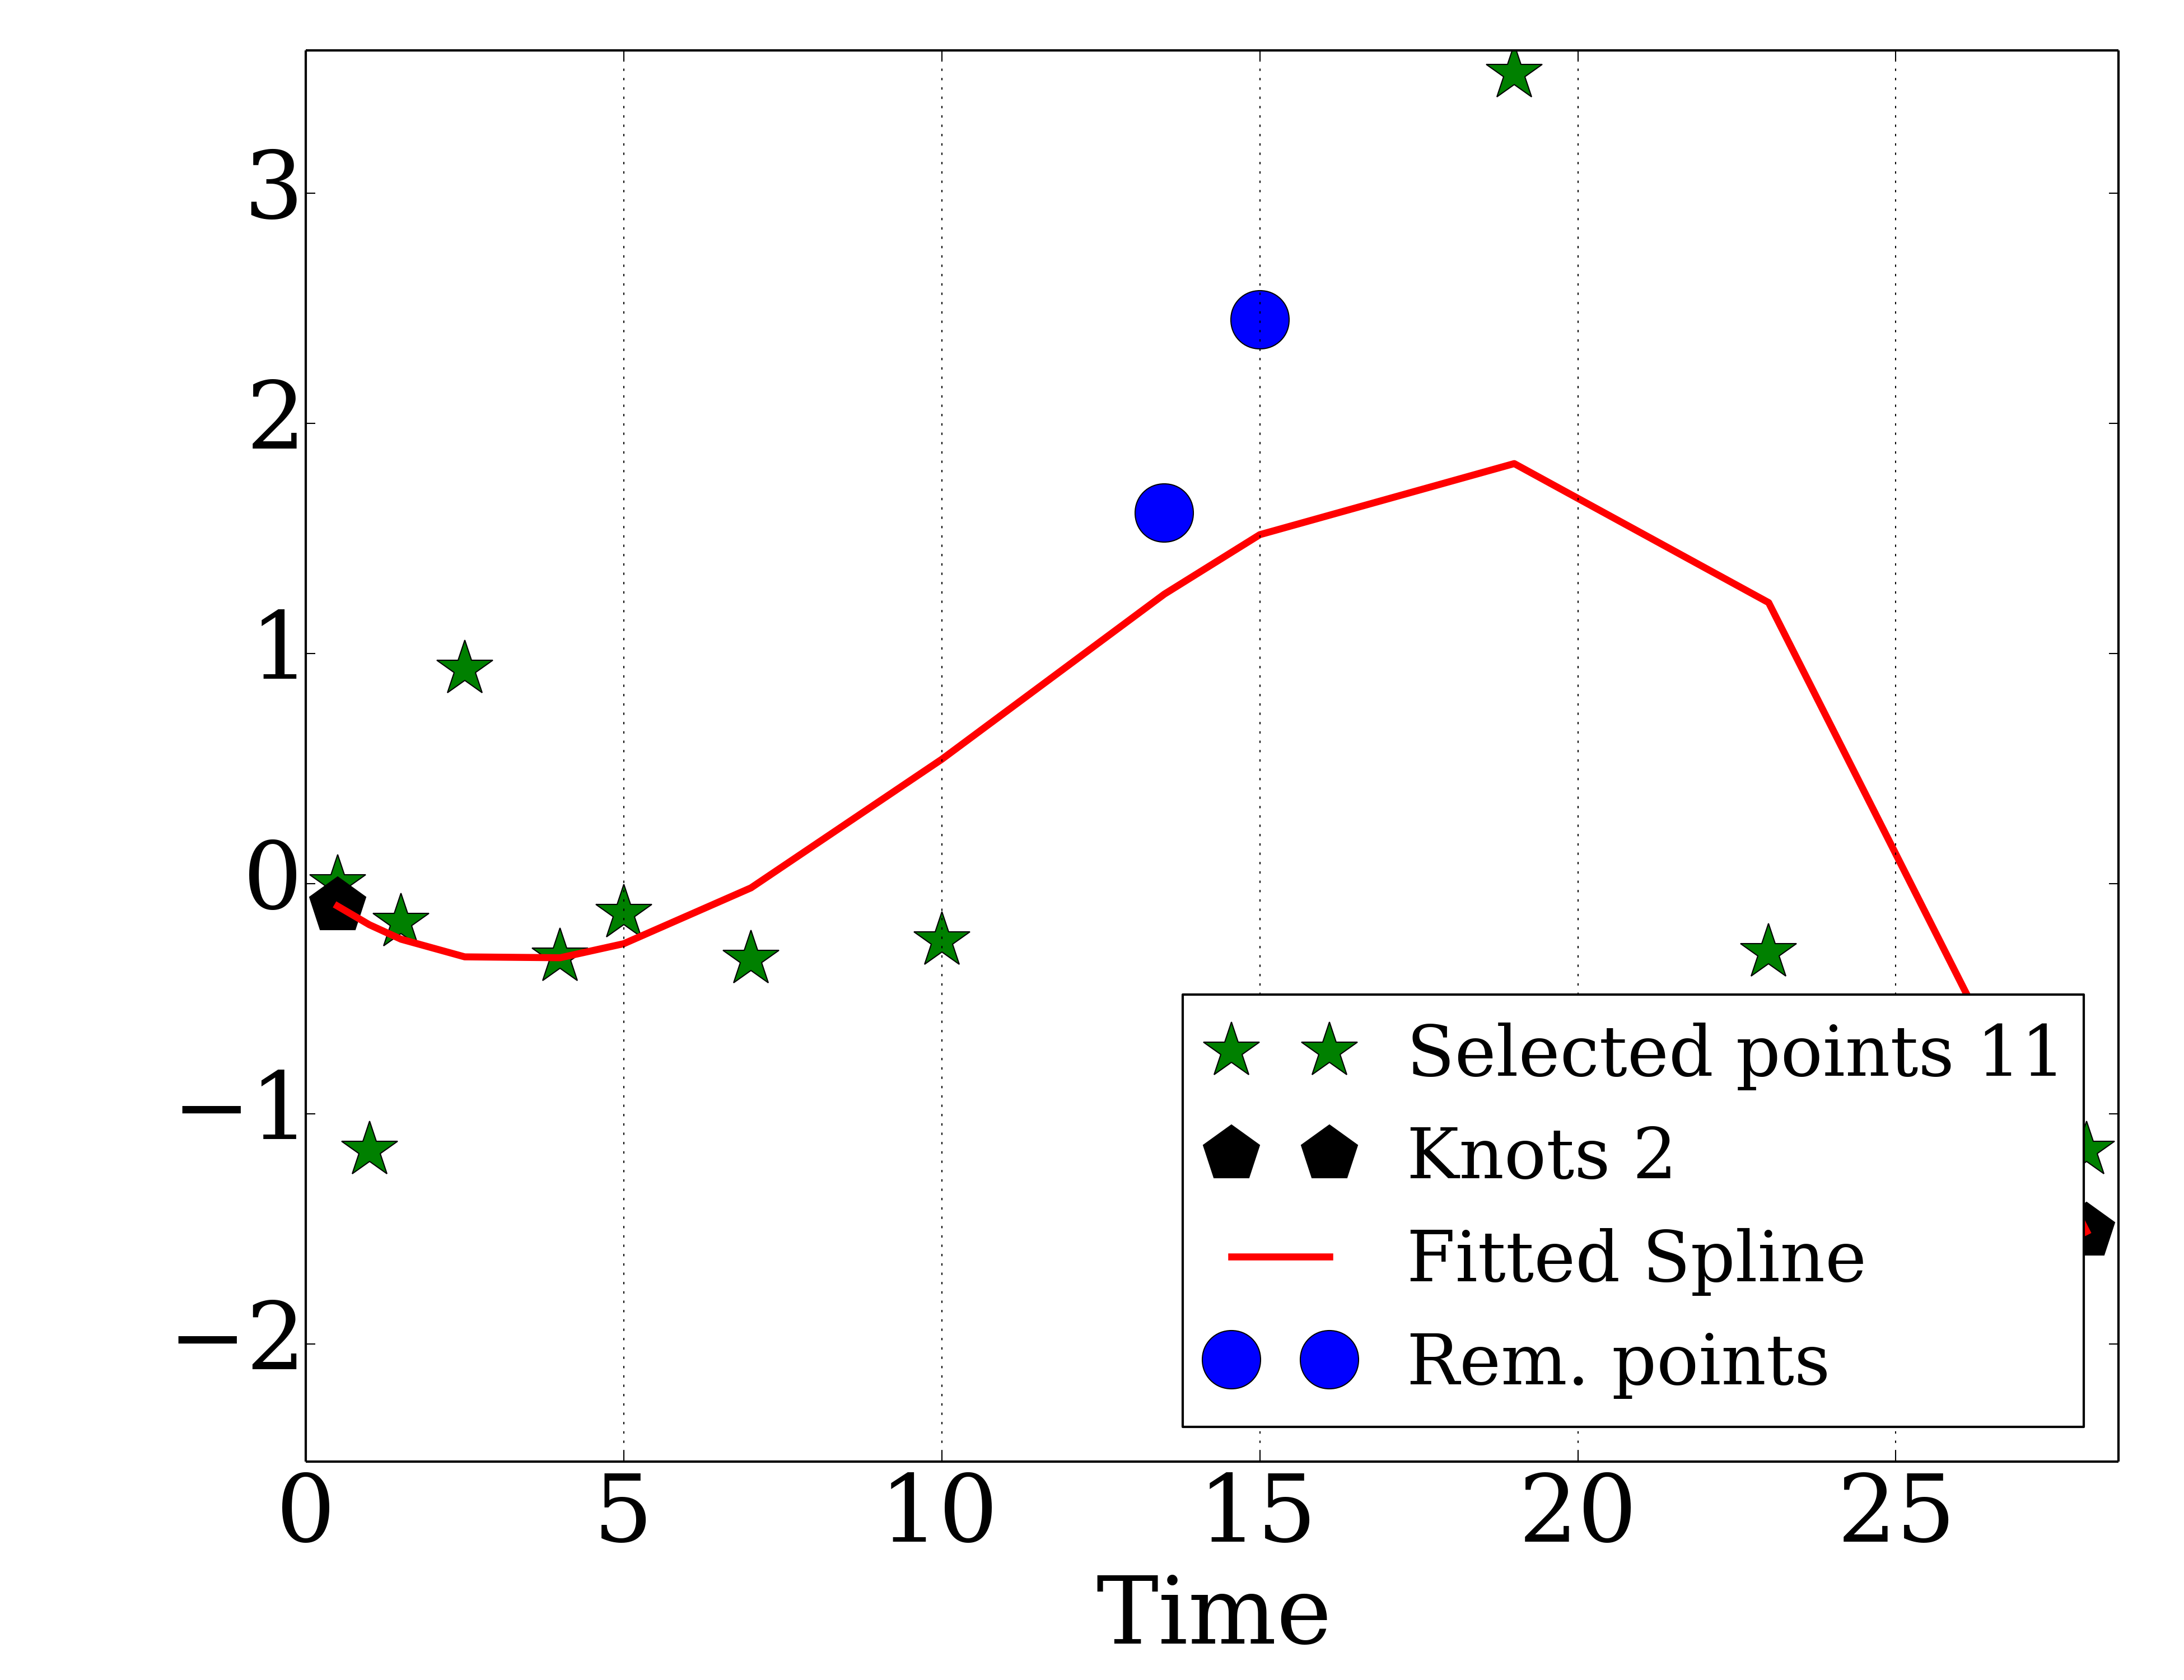 3
2
1
0
−1
−2
Selected points 11
Knots 2
Fitted Spline
Rem. points
0 5 10 15 20 25
Time